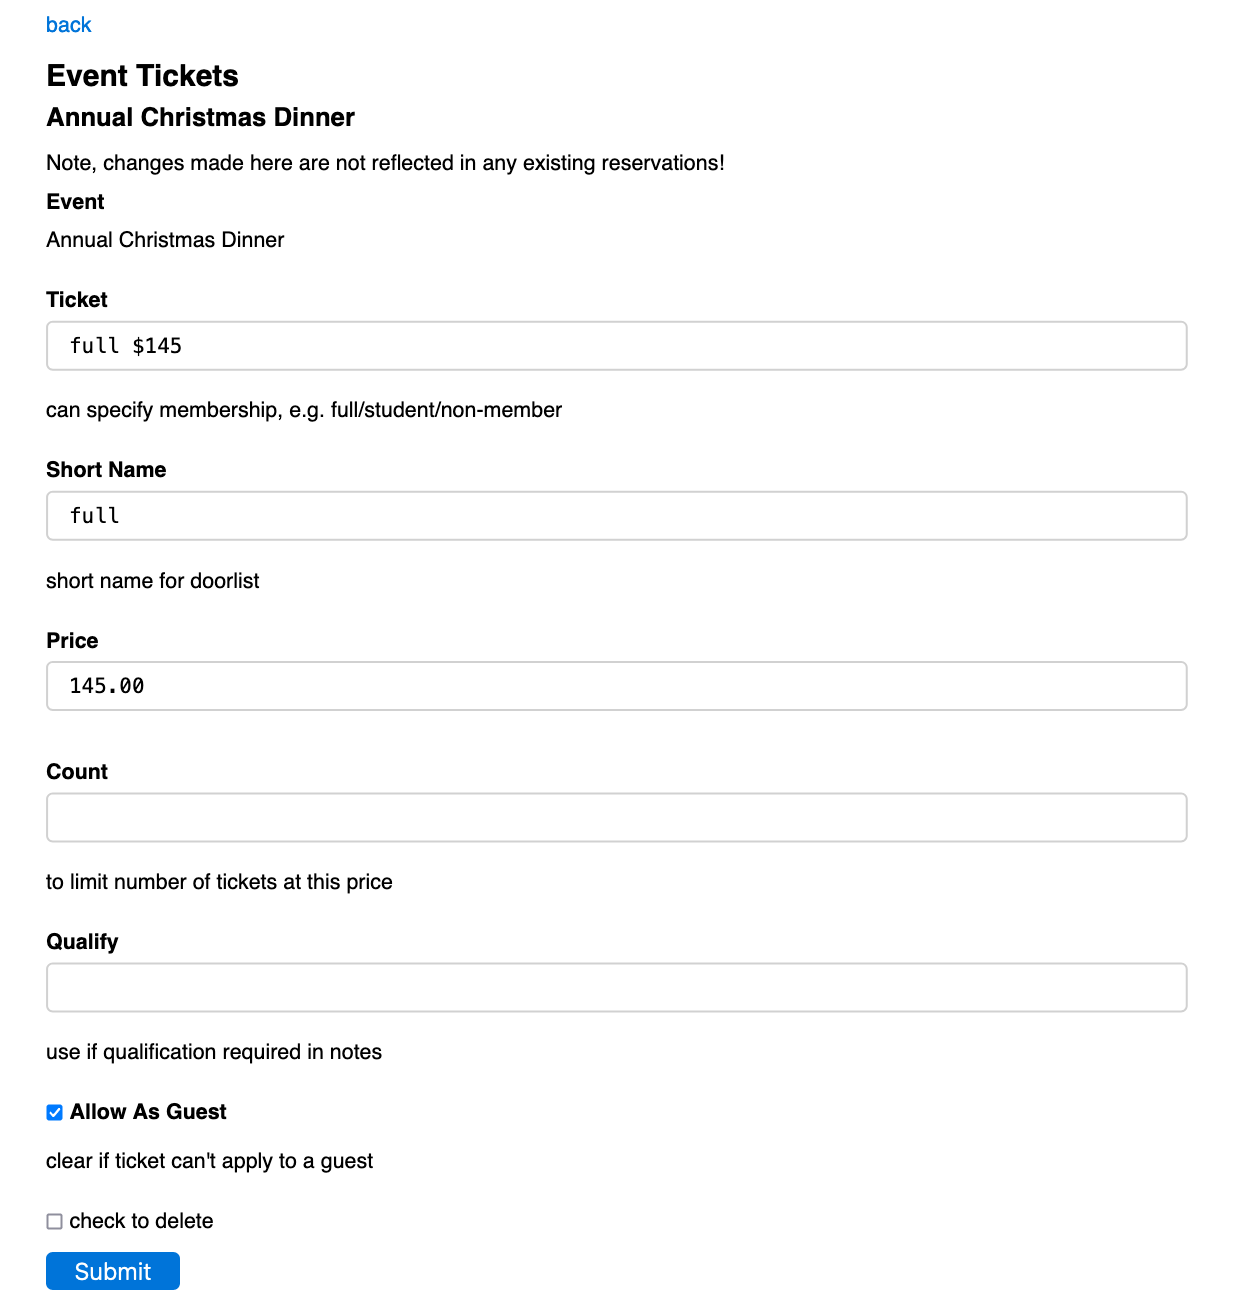 back
Event Tickets
Annual Christmas Dinner
Note, changes made here are not reflected in any existing reservations!
Event
Annual Christmas Dinner
Ticket
full $145
can specify membership, e.g. full/student/non-member
Short Name
full
short name for doorlist
Price
145.00
Count
to limit number of tickets at this price
Qualify
use if qualification required in notes
Allow As Guest
clear if ticket can't apply to a guest
check to delete
Submit